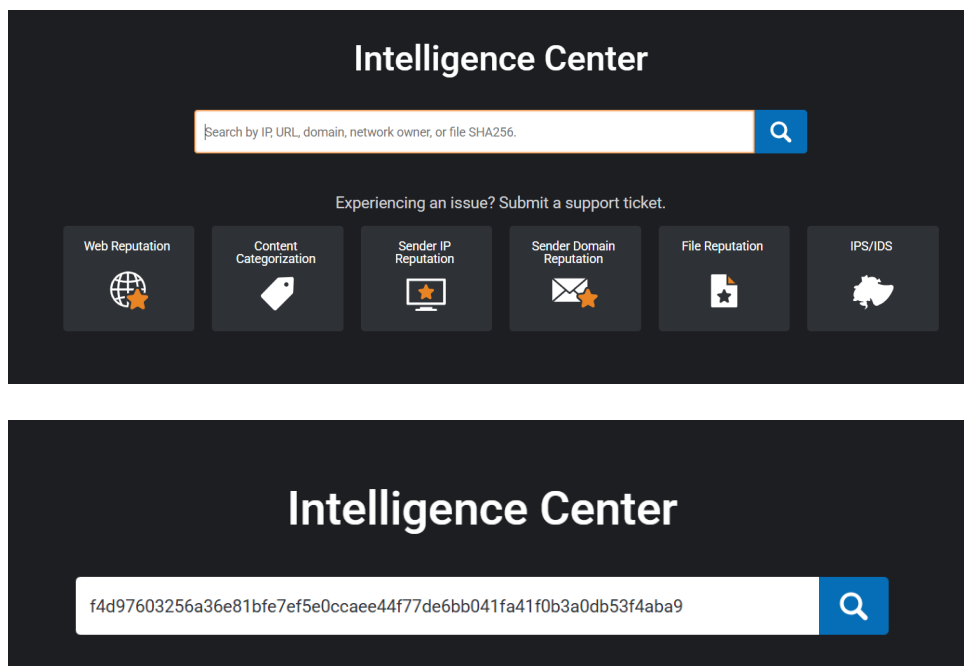 Intelligence Center
Search by IP, URL, domain, network owner, or file SHA256.
Experiencing an issue? Submit a support ticket.
Web Reputation
Content
Categorization
Sender IP
Reputation
Sender Domain
Reputation
File Reputation
IPS/IDS
Intelligence Center
f4d97603256a36e81bfe7ef5e0ccaee44f77de6bb041fa41f0b3a0db53f4aba9